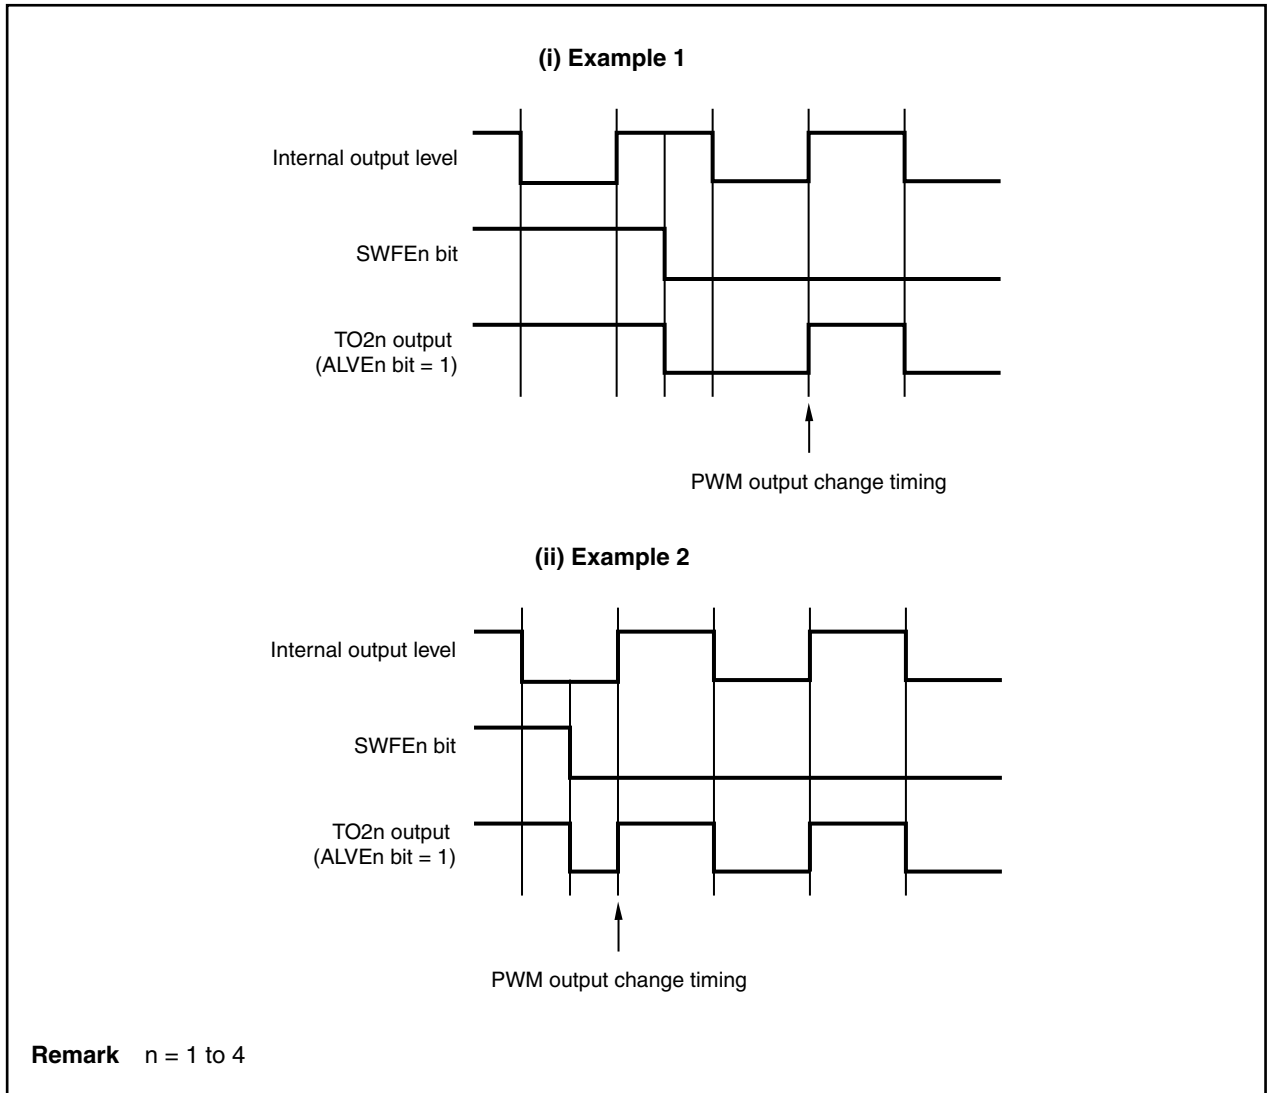 (i) Example 1
Internal output level
SWFEn bit
TO2n output
(ALVEn bit = 1)
PWM output change timing
(ii) Example 2
Internal output level
SWFEn bit
TO2n output
(ALVEn bit = 1)
PWM output change timing
Remark n = 1 to 4